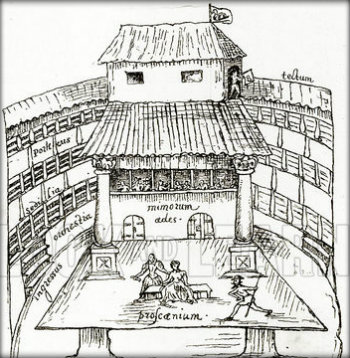 tectum
porticus
sedilia
orchestra
mimorum
ædes.
ingressus
proscænium.